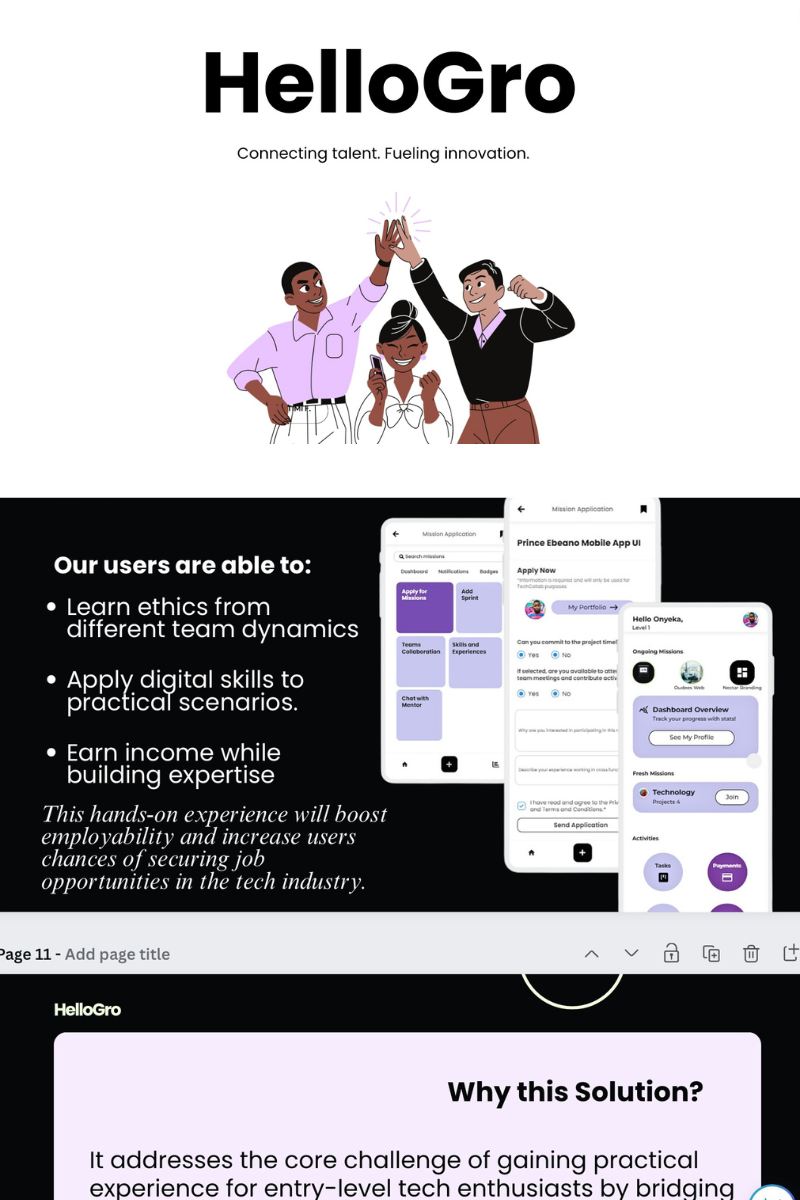 HelloGro
Connecting talent. Fueling innovation.
Our users are able to:
• Learn ethics from
different team dynamics
• Apply digital skills to
practical scenarios.
• Earn income while
building expertise
This hands-on experience will boost
employability and increase users
chances of securing job
opportunities in the tech industry.
Mission Application
Search missions
Dashboard Notifications Badges
Apply for
Missions
Add
Sprint
Teams
Collaboration
Skills and
Experiences
Chat with
Mentor
Mission Application
Prince Ebeano Mobile App UI
Apply Now
*Information is required and will only be used for
TechCollab purposes
My Portfolio →
Can you commit to the project timel
Yes No
If selected, are you available to atte
team meetings and contribute activ
Yes No
Why are you interested in participating in this
Describe your experience working in cross
I have read and agree to the Priv
and Terms and Conditions.*
Send Application
Hello Onyeka,
Level 1
Ongoing Missions
Oudees Web
Nectar Branding
Dashboard Overview
Track your progress with stats!
See My Profile
Fresh Missions
Technology
Projects 4
Join
Activities
Tasks
Payments
Page 11 - Add page title
HelloGro
Why this Solution?
It addresses the core challenge of gaining practical
experience for entry-level tech enthusiasts by bridging